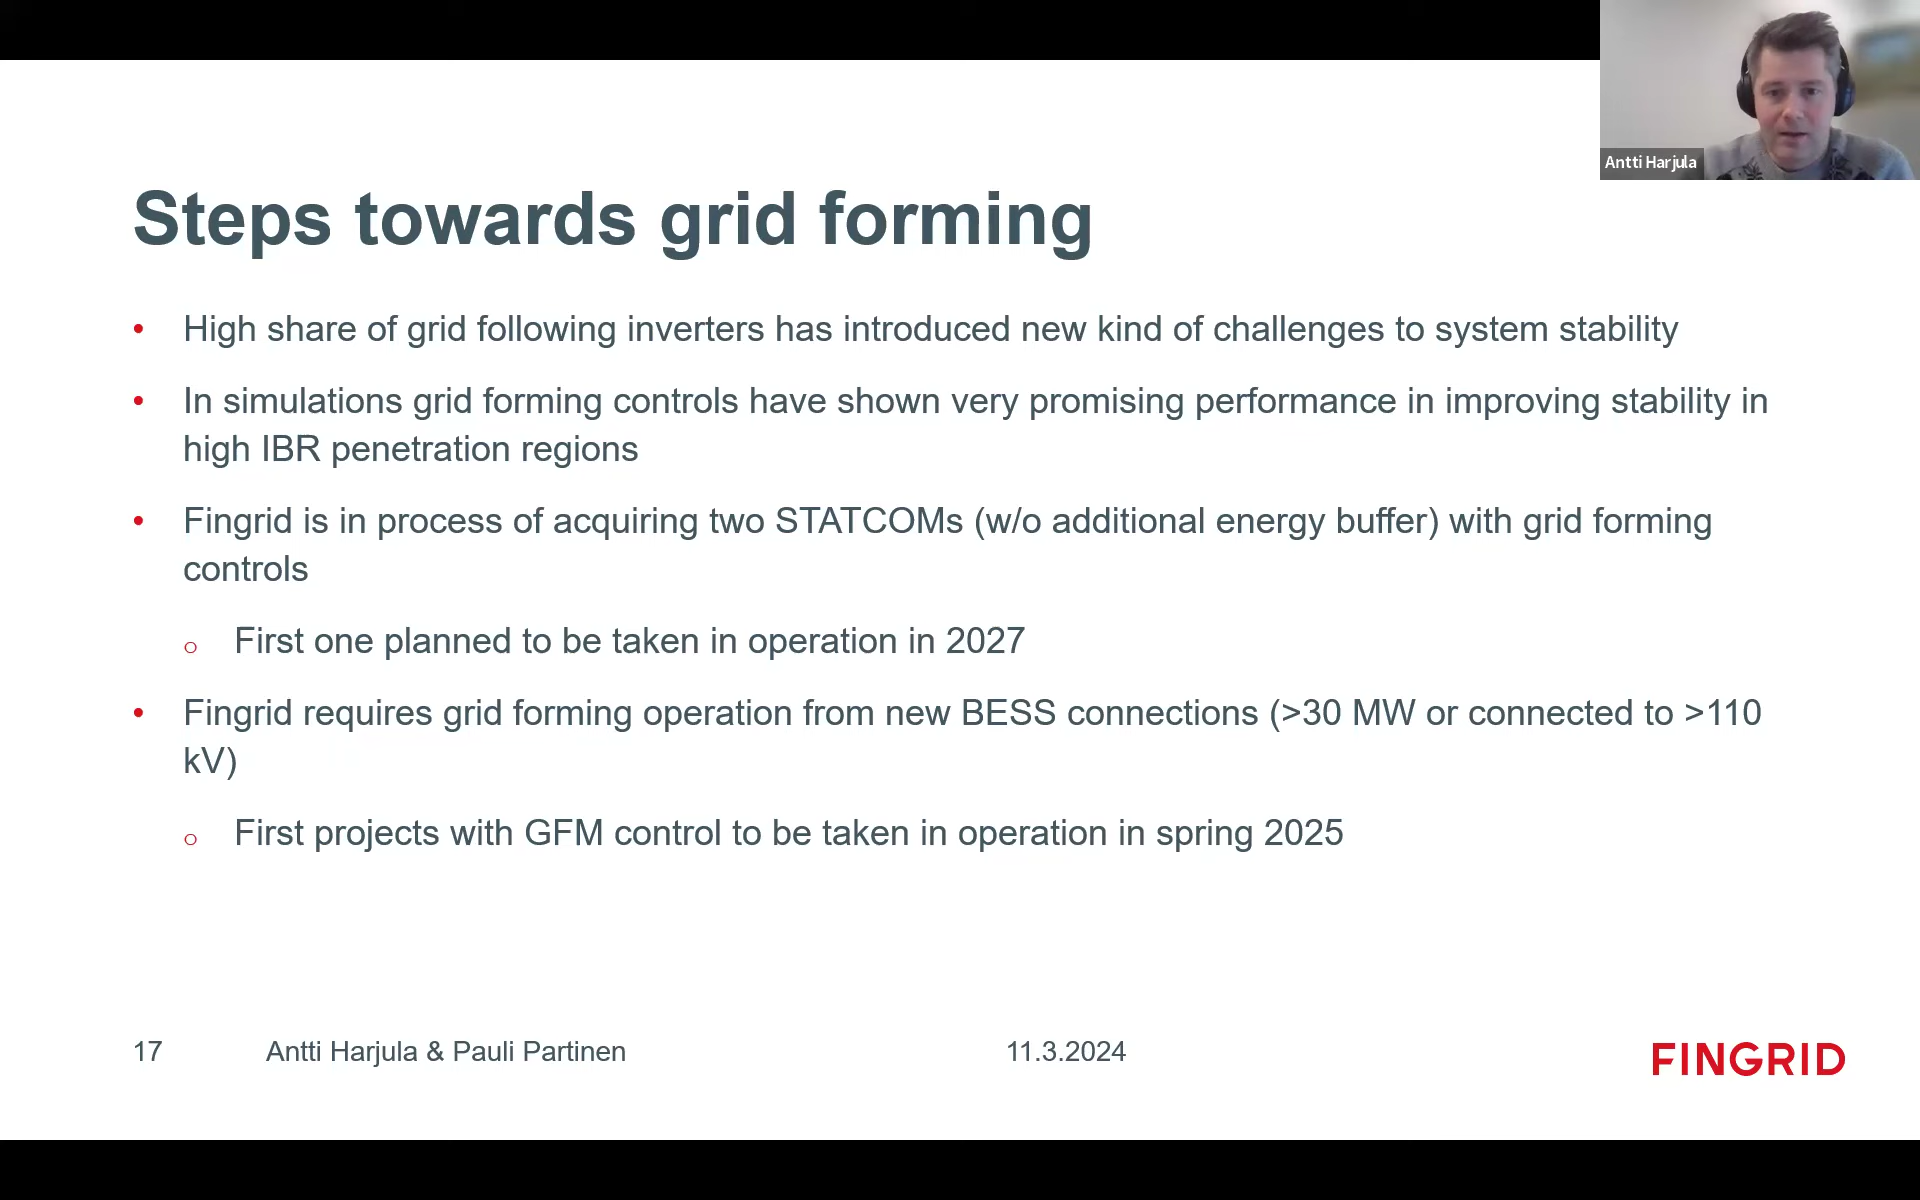 Antti Harjula
Steps towards grid forming
• High share of grid following inverters has introduced new kind of challenges to system stability
• In simulations grid forming controls have shown very promising performance in improving stability in
high IBR penetration regions
• Fingrid is in process of acquiring two STATCOMs (w/o additional energy buffer) with grid forming
controls
o First one planned to be taken in operation in 2027
• Fingrid requires grid forming operation from new BESS connections (>30 MW or connected to >110
kV)
o First projects with GFM control to be taken in operation in spring 2025
17 Antti Harjula & Pauli Partinen 11.3.2024 FINGRID